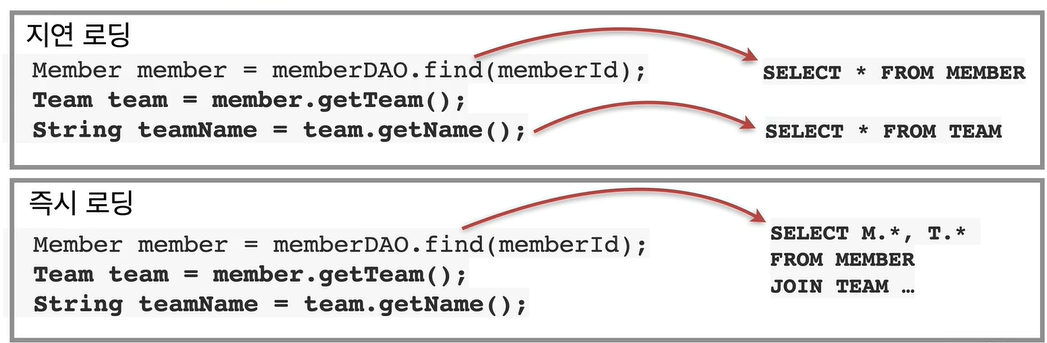 지연 로딩
Member member = memberDAO.find(memberId);
SELECT * FROM MEMBER
Team team = member.getTeam();
String teamName = team.getName();
SELECT * FROM TEAM
즉시 로딩
Member member = memberDAO.find(memberId);
Team team = member.getTeam();
String teamName = team.getName();
SELECT M.*, T.*
FROM MEMBER
JOIN TEAM …